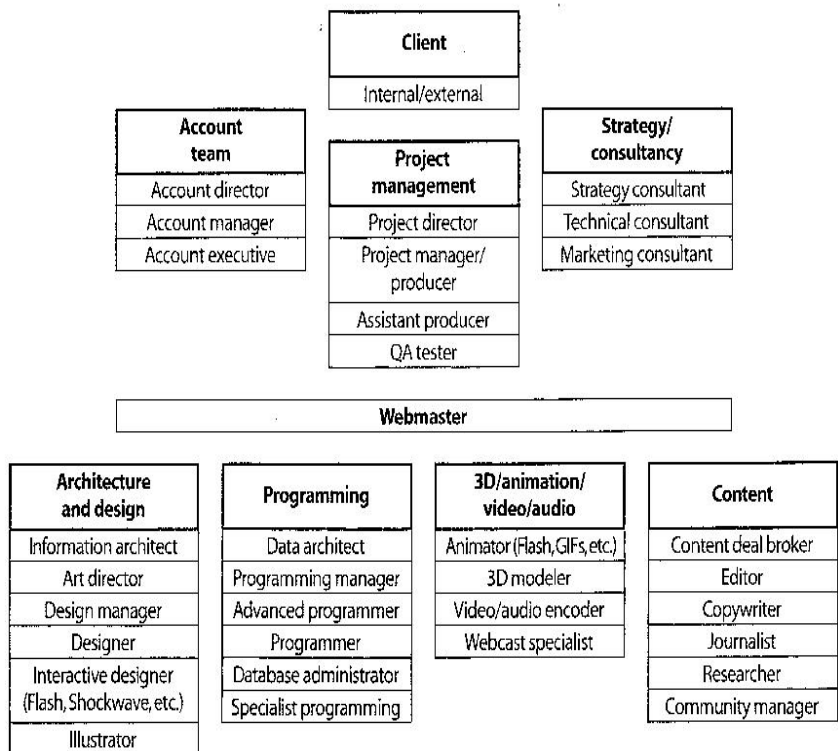 Client
Internal/external
Account
team
Account director
Account manager
Account executive
Project
management
Project director
Project manager/
producer
Assistant producer
QA tester
Strategy/
consultancy
Strategy consultant
Technical consultant
Marketing consultant
Webmaster
Architecture
and design
Information architect
Art director
Design manager
Designer
Interactive designer
(Flash, Shockwave, etc.)
Illustrator
Programming
Data architect
Programming manager
Advanced programmer
Programmer
Database administrator
Specialist programming
3D/animation/
video/audio
Animator (Flash, GIFs, etc.)
3D modeler
Video/audio encoder
Webcast specialist
Content
Content deal broker
Editor
Copywriter
Journalist
Researcher
Community manager